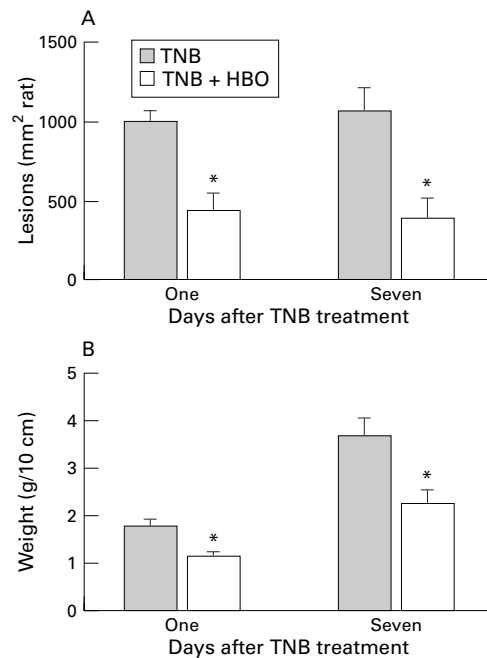 A
1500
1000
500
0
Lesions (mm² rat)
TNB
TNB + HBO
*
*
One
Seven
Days after TNB treatment
B
5
4
3
2
1
0
Weight (g/10 cm)
*
*
One
Seven
Days after TNB treatment